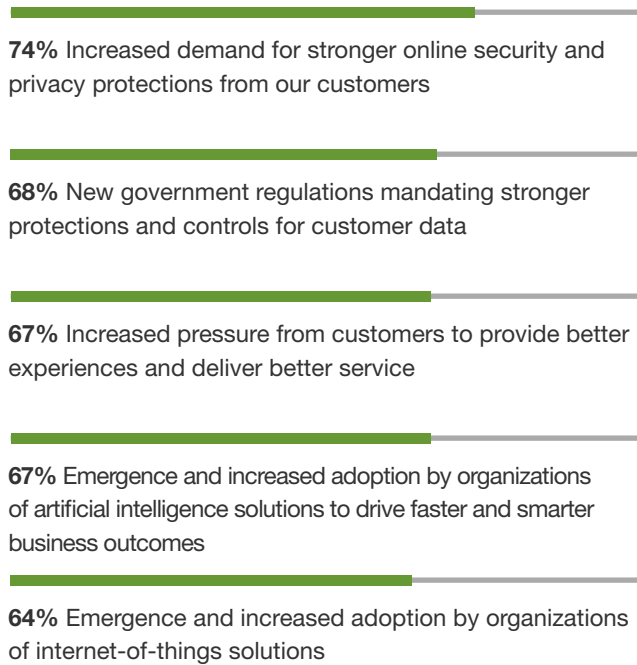 74% Increased demand for stronger online security and
privacy protections from our customers
68% New government regulations mandating stronger
protections and controls for customer data
67% Increased pressure from customers to provide better
experiences and deliver better service
67% Emergence and increased adoption by organizations
of artificial intelligence solutions to drive faster and smarter
business outcomes
64% Emergence and increased adoption by organizations
of internet-of-things solutions